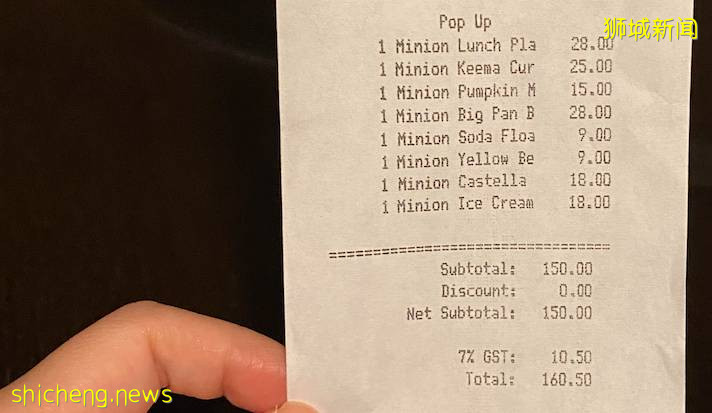 狮城新闻
Pop Up
1 Minion Lunch Pla 28.00
1 Minion Keema Cur 25.00
1 Minion Pumpkin M 15.00
1 Minion Big Pan B 28.00
1 Minion Soda Floa 9.00
1 Minion Yellow Be 9.00
1 Minion Castella 18.00
1 Minion Ice Cream 18.00
==================================
Subtotal: 150.00
Discount: 0.00
Net Subtotal: 150.00
7% GST: 10.50
Total: 160.50
shicheng.news